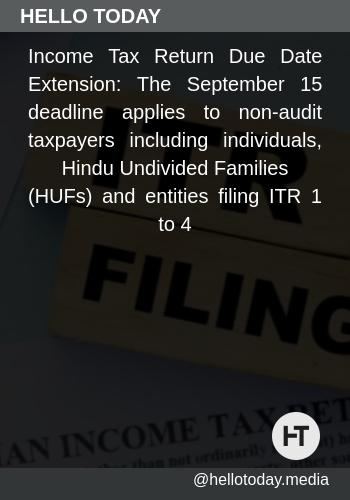 HELLO TODAY
Income Tax Return Due Date
Extension: The September 15
deadline applies to non-audit
taxpayers including individuals,
Hindu Undivided Families
(HUFs) and entities filing ITR 1
to 4
ITR
FILING
AN INCOME TAX RET
HT
@hellotoday.media